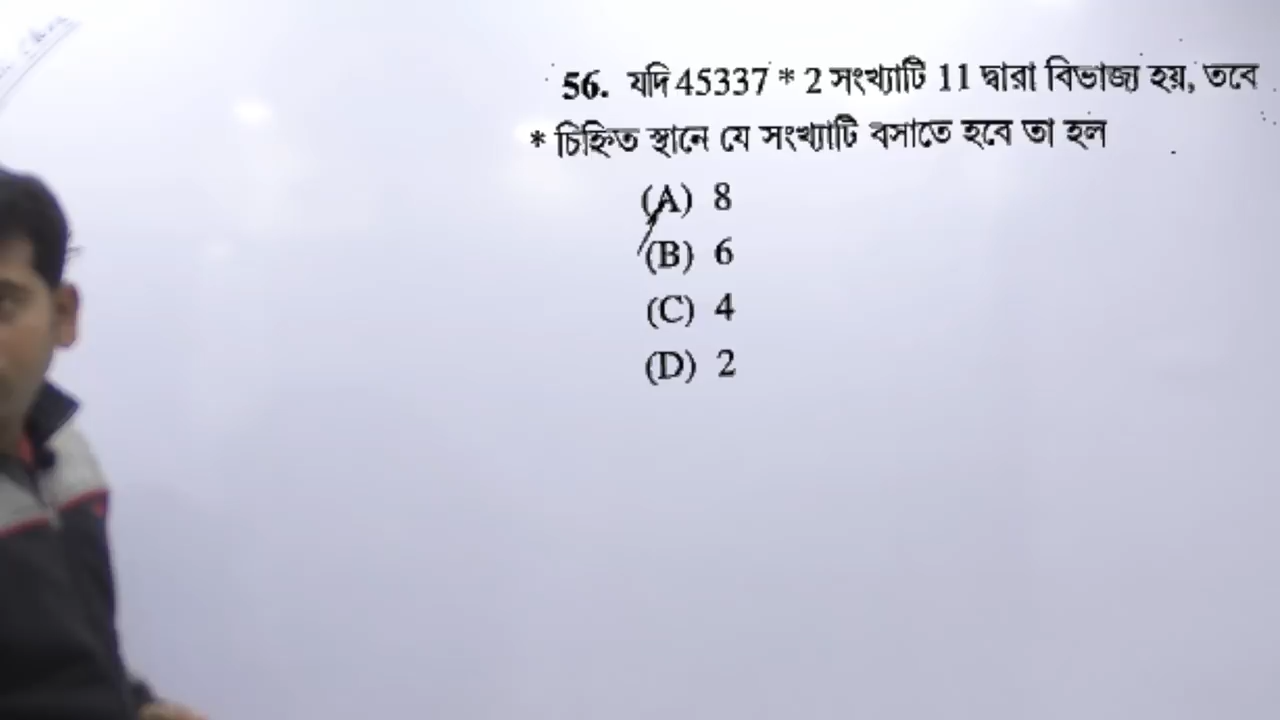 56. যদি 45337 * 2 সংখ্যাটি 11 দ্বারা বিভাজ্য হয়, তবে
* চিহ্নিত স্থানে যে সংখ্যাটি বসাতে হবে তা হল
(A) 8
(B) 6
(C) 4
(D) 2